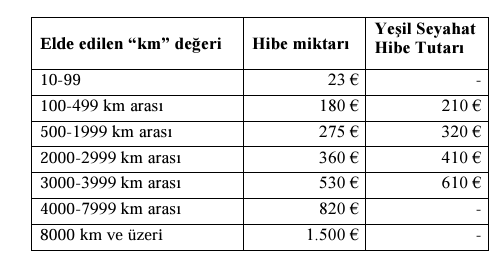 Elde edilen “km” değeri Hibe miktarı Yeşil Seyahat Hibe Tutarı
10-99 23 € -
100-499 km arası 180 € 210 €
500-1999 km arası 275 € 320 €
2000-2999 km arası 360 € 410 €
3000-3999 km arası 530 € 610 €
4000-7999 km arası 820 € -
8000 km ve üzeri 1.500 € -